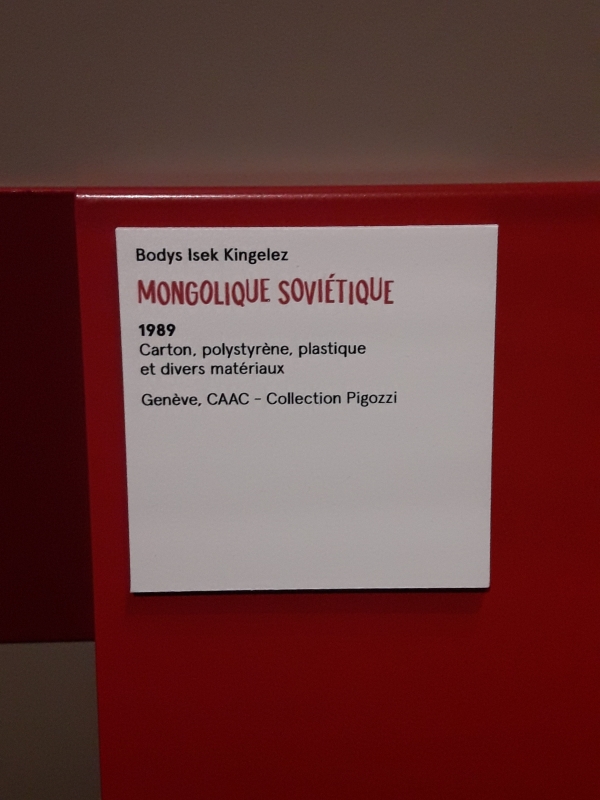 Bodys Isek Kingelez
MONGOLIQUE SOVIÉTIQUE
1989
Carton, polystyrène, plastique
et divers matériaux
Genève, CAAC - Collection Pigozzi